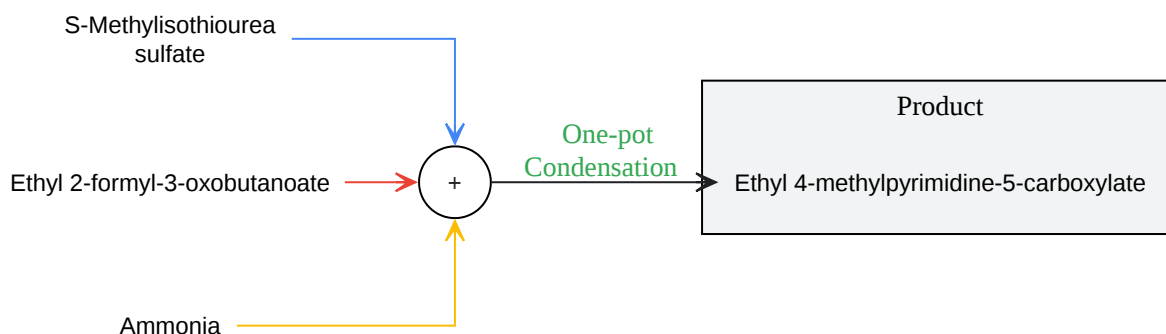 S-Methylisothiourea
sulfate
Product
One-pot
Condensation
Ethyl 2-formyl-3-oxobutanoate
+
Ethyl 4-methylpyrimidine-5-carboxylate
Ammonia